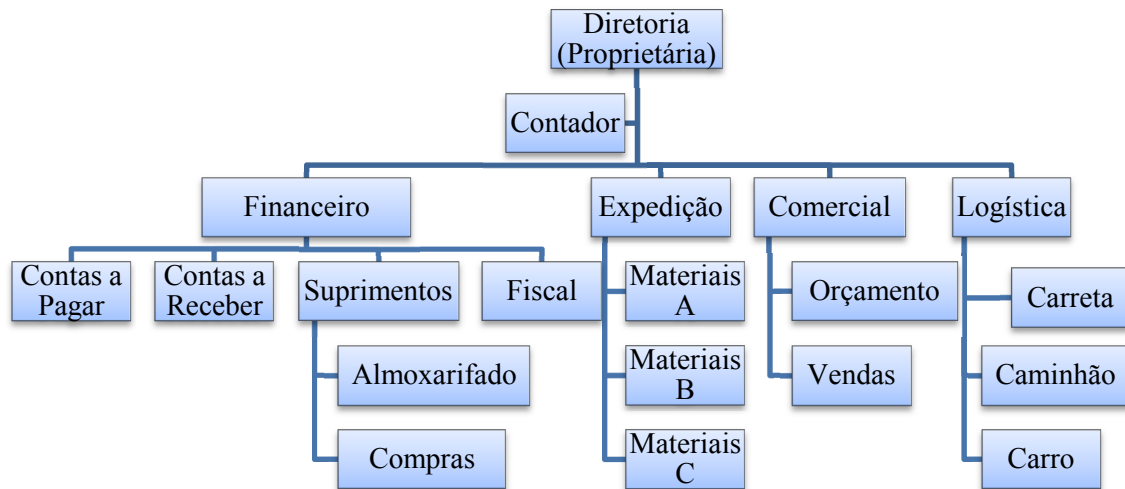 Diretoria
(Proprietária)
Contador
Financeiro
Expedição
Comercial
Logística
Contas a
Pagar
Contas a
Receber
Suprimentos
Fiscal
Almoxarifado
Compras
Materiais
A
Materiais
B
Materiais
C
Orçamento
Vendas
Carreta
Caminhão
Carro